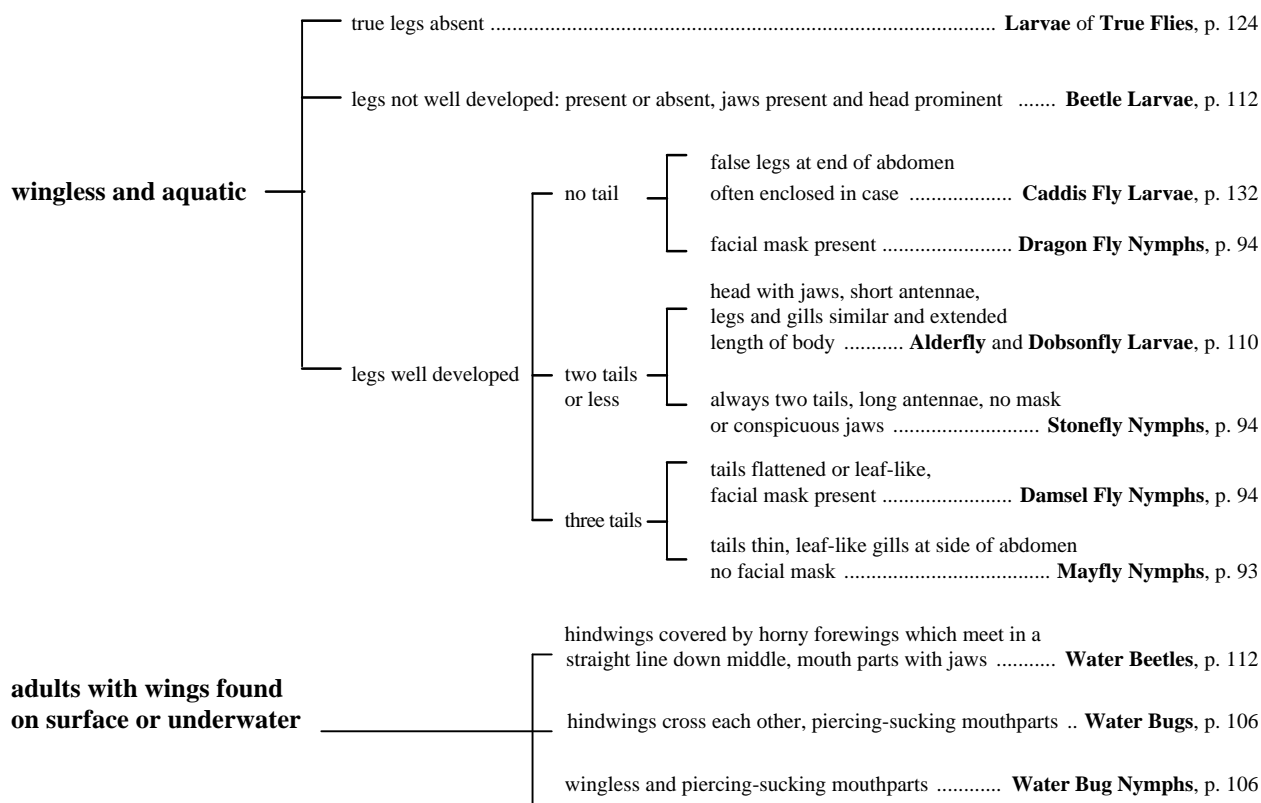 true legs absent ................................................................................................ Larvae of True Flies, p. 124
legs not well developed: present or absent, jaws present and head prominent ....... Beetle Larvae, p. 112
wingless and aquatic
legs well developed
no tail
false legs at end of abdomen
often enclosed in case .................... Caddis Fly Larvae, p. 132
facial mask present ......................... Dragon Fly Nymphs, p. 94
two tails
or less
head with jaws, short antennae,
legs and gills similar and extended
length of body ........... Alderfly and Dobsonfly Larvae, p. 110
always two tails, long antennae, no mask
or conspicuous jaws ............................ Stonefly Nymphs, p. 94
three tails
tails flattened or leaf-like,
facial mask present ......................... Damsel Fly Nymphs, p. 94
tails thin, leaf-like gills at side of abdomen
no facial mask ....................................... Mayfly Nymphs, p. 93
adults with wings found
on surface or underwater
hindwings covered by horny forewings which meet in a
straight line down middle, mouth parts with jaws ........... Water Beetles, p. 112
hindwings cross each other, piercing-sucking mouthparts .. Water Bugs, p. 106
wingless and piercing-sucking mouthparts ............ Water Bug Nymphs, p. 106